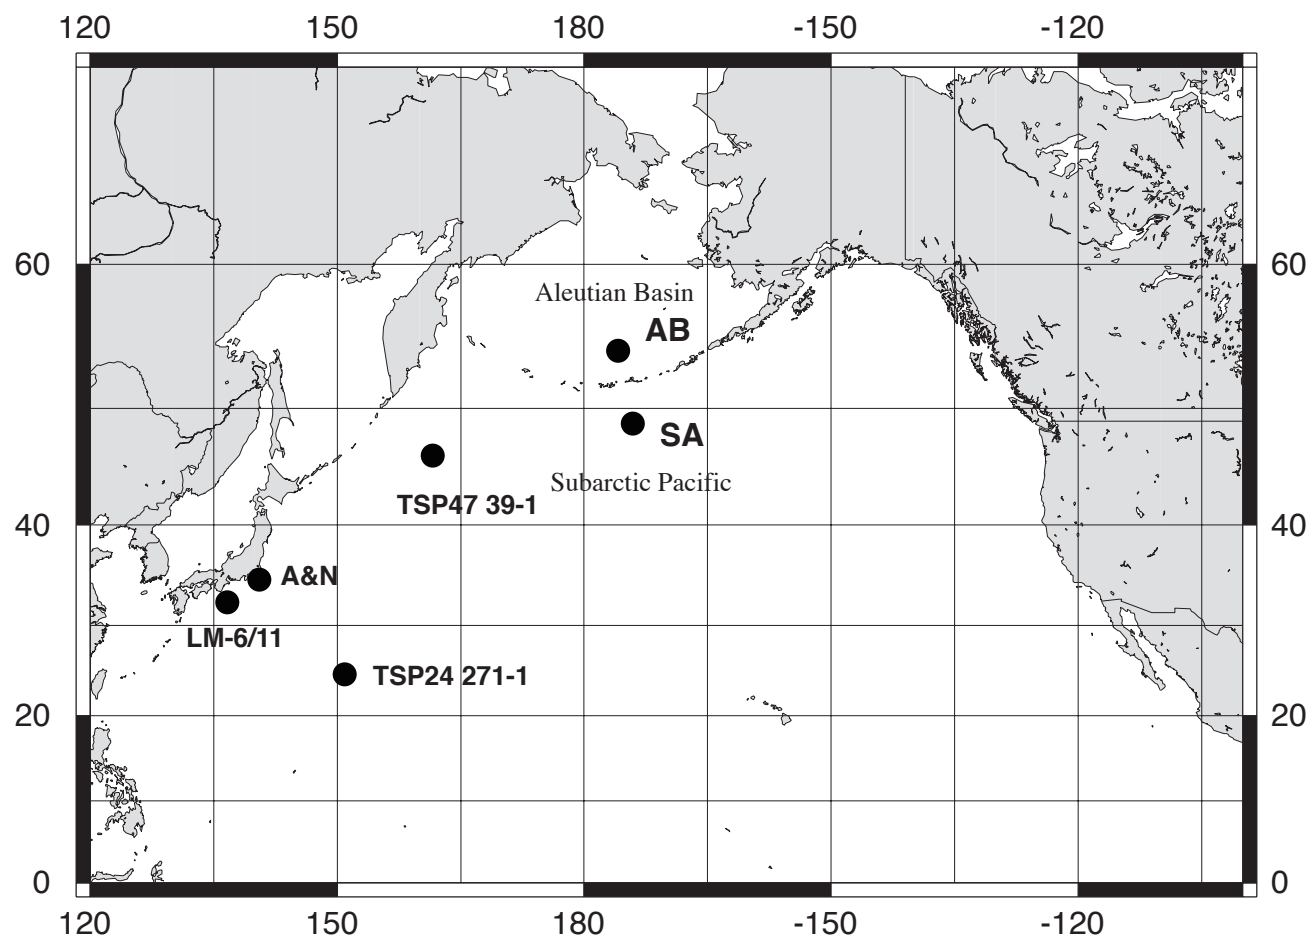 120 150 180 -150 -120
60 60
Aleutian Basin
AB
SA
Subarctic Pacific
TSP47 39-1
40 40
A&N
LM-6/11
TSP24 271-1
20 20
0 0
120 150 180 -150 -120